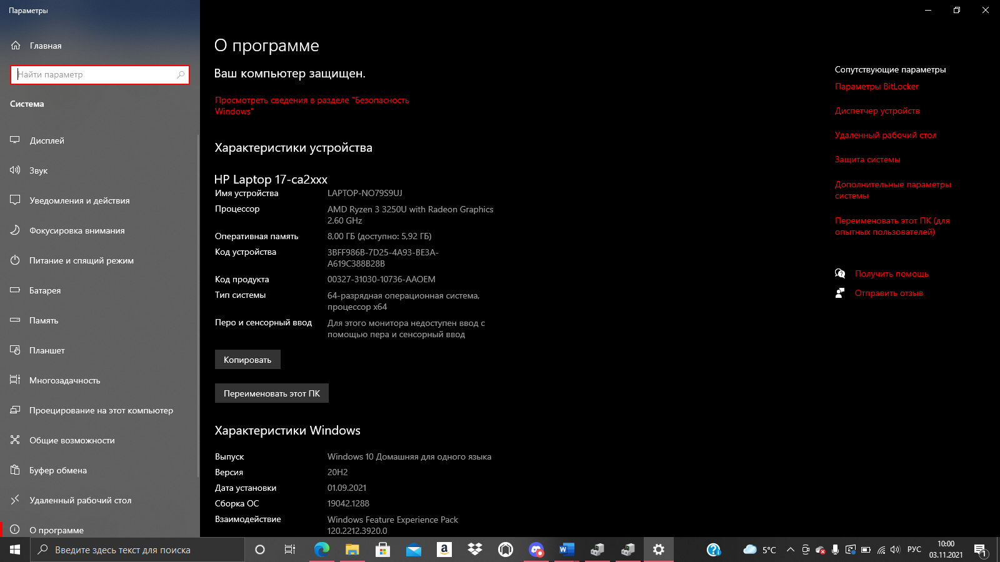 Параметры
Главная
Найти параметр
Система
Дисплей
Звук
Уведомления и действия
Фокусировка внимания
Питание и спящий режим
Батарея
Память
Планшет
Многозадачность
Проецирование на этот компьютер
Общие возможности
Буфер обмена
Удаленный рабочий стол
О программе
О программе
Ваш компьютер защищен.
Просмотреть сведения в разделе "Безопасность
Windows"
Характеристики устройства
HP Laptop 17-ca2xxx
Имя устройства LAPTOP-NO79S9UJ
Процессор AMD Ryzen 3 3250U with Radeon Graphics
2.60 GHz
Оперативная память 8,00 ГБ (доступно: 5,92 ГБ)
Код устройства 3BFF986B-7D25-4A93-BE3A-
A619C388B28B
Код продукта 00327-31030-10736-AAOEM
Тип системы 64-разрядная операционная система,
процессор x64
Перо и сенсорный ввод Для этого монитора недоступен ввод с
помощью пера и сенсорный ввод
Копировать
Переименовать этот ПК
Характеристики Windows
Выпуск Windows 10 Домашняя для одного языка
Версия 20H2
Дата установки 01.09.2021
Сборка ОС 19042.1288
Взаимодействие Windows Feature Experience Pack
120.2212.3920.0
Сопутствующие параметры
Параметры BitLocker
Диспетчер устройств
Удаленный рабочий стол
Защита системы
Дополнительные параметры
системы
Переименовать этот ПК (для
опытных пользователей)
Получить помощь
Отправить отзыв
Введите здесь текст для поиска
5°C
РУС
10:00
03.11.2021
1